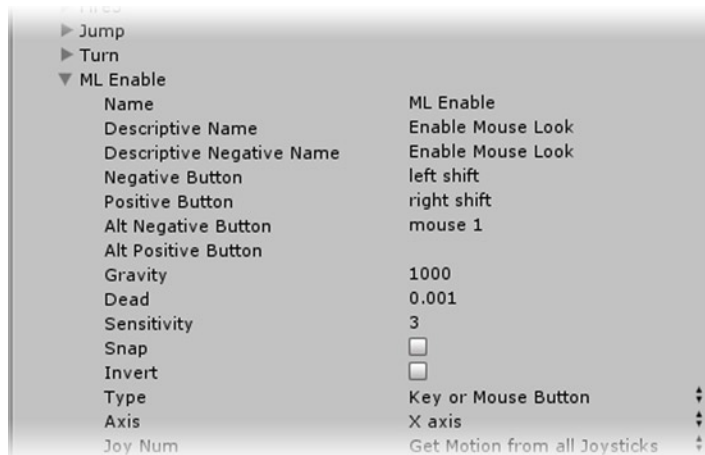 Fires
Jump
Turn
ML Enable
Name ML Enable
Descriptive Name Enable Mouse Look
Descriptive Negative Name Enable Mouse Look
Negative Button left shift
Positive Button right shift
Alt Negative Button mouse 1
Alt Positive Button
Gravity 1000
Dead 0.001
Sensitivity 3
Snap
Invert
Type Key or Mouse Button
Axis X axis
Joy Num Get Motion from all Joysticks